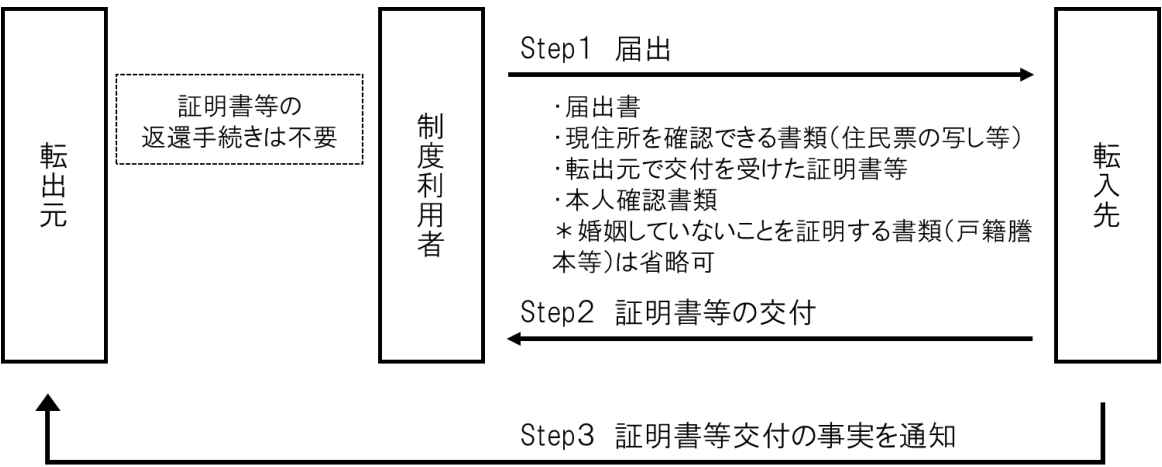 転出元
証明書等の
返還手続きは不要
制度利用者
Step1 届出
・届出書
・現住所を確認できる書類（住民票の写し等）
・転出元で交付を受けた証明書等
・本人確認書類
＊婚姻していないことを証明する書類（戸籍謄
本等）は省略可
Step2 証明書等の交付
転入先
Step3 証明書等交付の事実を通知